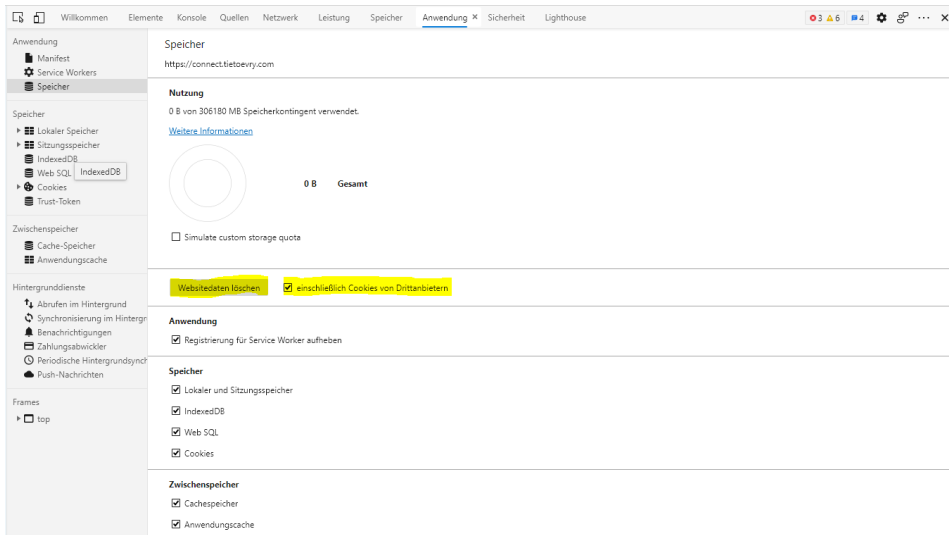 Willkommen Elemente Konsole Quellen Netzwerk Leistung Speicher Anwendung Sicherheit Lighthouse 3 6 4
Anwendung
Manifest
Service Workers
Speicher
Speicher
Lokaler Speicher
Sitzungsspeicher
IndexedDB
Web SQL
IndexedDB
Cookies
Trust-Token
Zwischenspeicher
Cache-Speicher
Anwendungscache
Hintergrunddienste
Abrufen im Hintergrund
Synchronisierung im Hintergr
Benachrichtigungen
Zahlungsabwickler
Periodische Hintergrundsynch
Push-Nachrichten
Frames
top
Speicher
https://connect.tietoevry.com
Nutzung
0 B von 306180 MB Speicherkontingent verwendet.
Weitere Informationen
0 B Gesamt
Simulate custom storage quota
Websitedaten löschen einschließlich Cookies von Drittanbietern
Anwendung
Registrierung für Service Worker aufheben
Speicher
Lokaler und Sitzungsspeicher
IndexedDB
Web SQL
Cookies
Zwischenspeicher
Cachespeicher
Anwendungscache